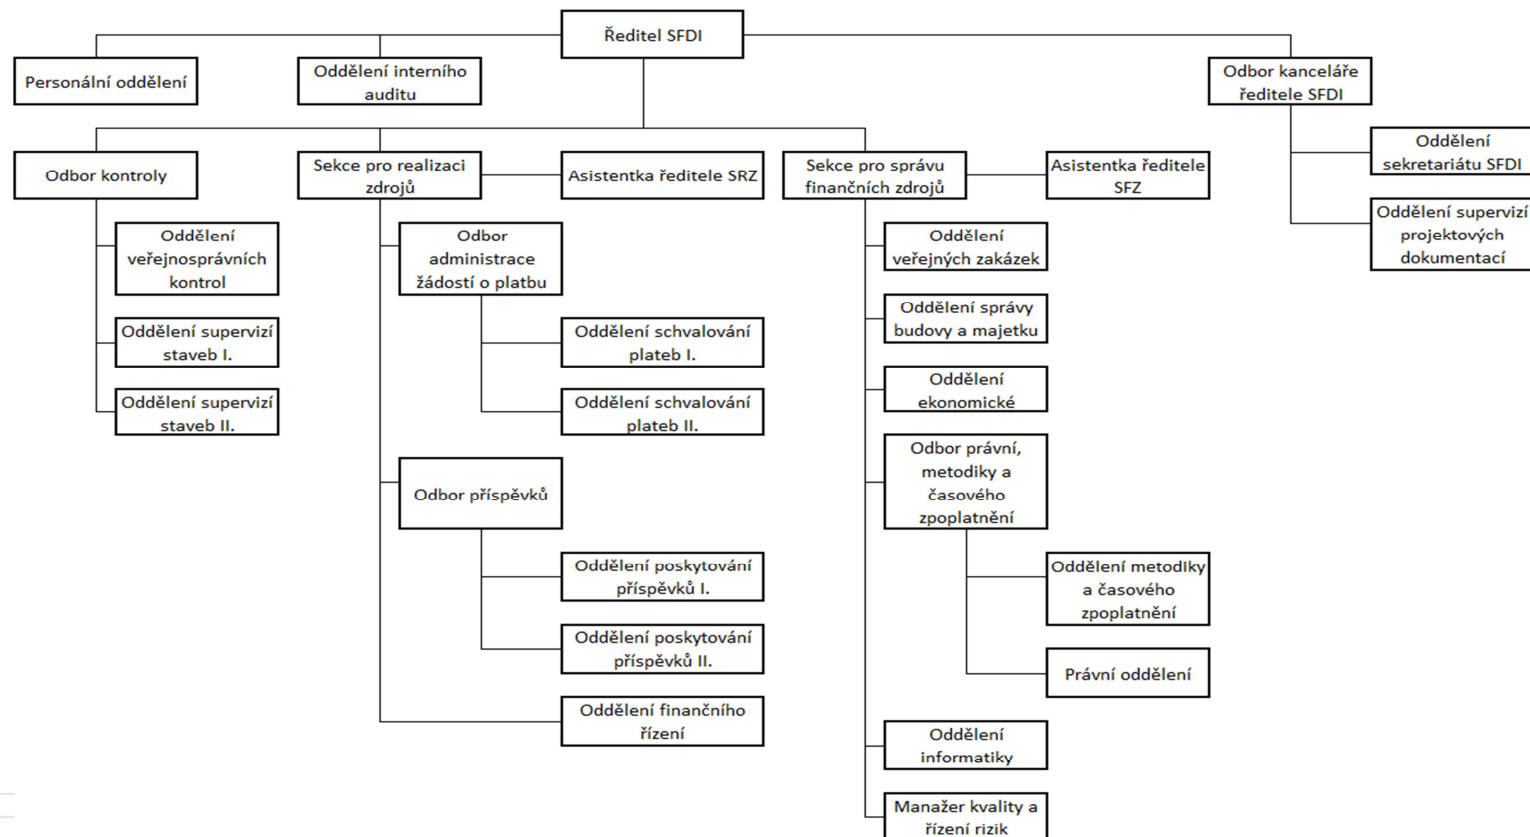 Ředitel SFDI
Personální oddělení
Oddělení interního
auditu
Odbor kanceláře
ředitele SFDI
Oddělení
sekretariátu SFDI
Oddělení supervizí
projektových
dokumentací
Odbor kontroly
Oddělení
veřejnosprávních
kontrol
Oddělení supervizí
staveb I.
Oddělení supervizí
staveb II.
Sekce pro realizaci
zdrojů
Asistentka ředitele SRZ
Odbor
administrace
žádostí o platbu
Oddělení schvalování
plateb I.
Oddělení schvalování
plateb II.
Odbor příspěvků
Oddělení poskytování
příspěvků I.
Oddělení poskytování
příspěvků II.
Oddělení finančního
řízení
Sekce pro správu
finančních zdrojů
Asistentka ředitele
SFZ
Oddělení
veřejných zakázek
Oddělení správy
budovy a majetku
Oddělení
ekonomické
Odbor právní,
metodiky a
časového
zpoplatnění
Oddělení metodiky
a časového
zpoplatnění
Právní oddělení
Oddělení
informatiky
Manažer kvality a
řízení rizik